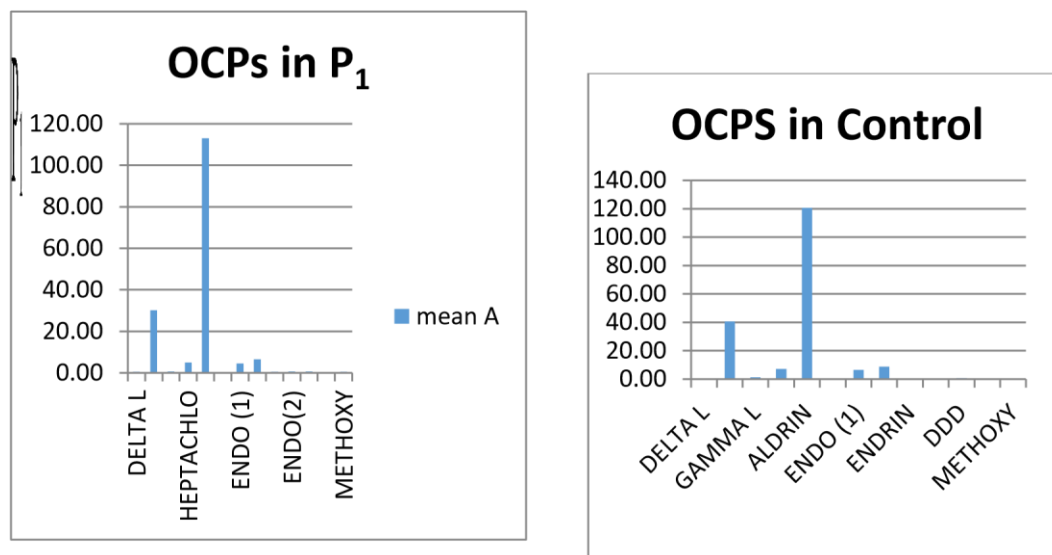 OCPs in P₁
120.00
100.00
80.00
60.00
40.00
20.00
0.00
DELTA L
HEPTACHLO
ENDO (1)
ENDO(2)
METHOXY
mean A
OCPS in Control
140.00
120.00
100.00
80.00
60.00
40.00
20.00
0.00
DELTA L
GAMMA L
ALDRIN
ENDO (1)
ENDRIN
DDD
METHOXY